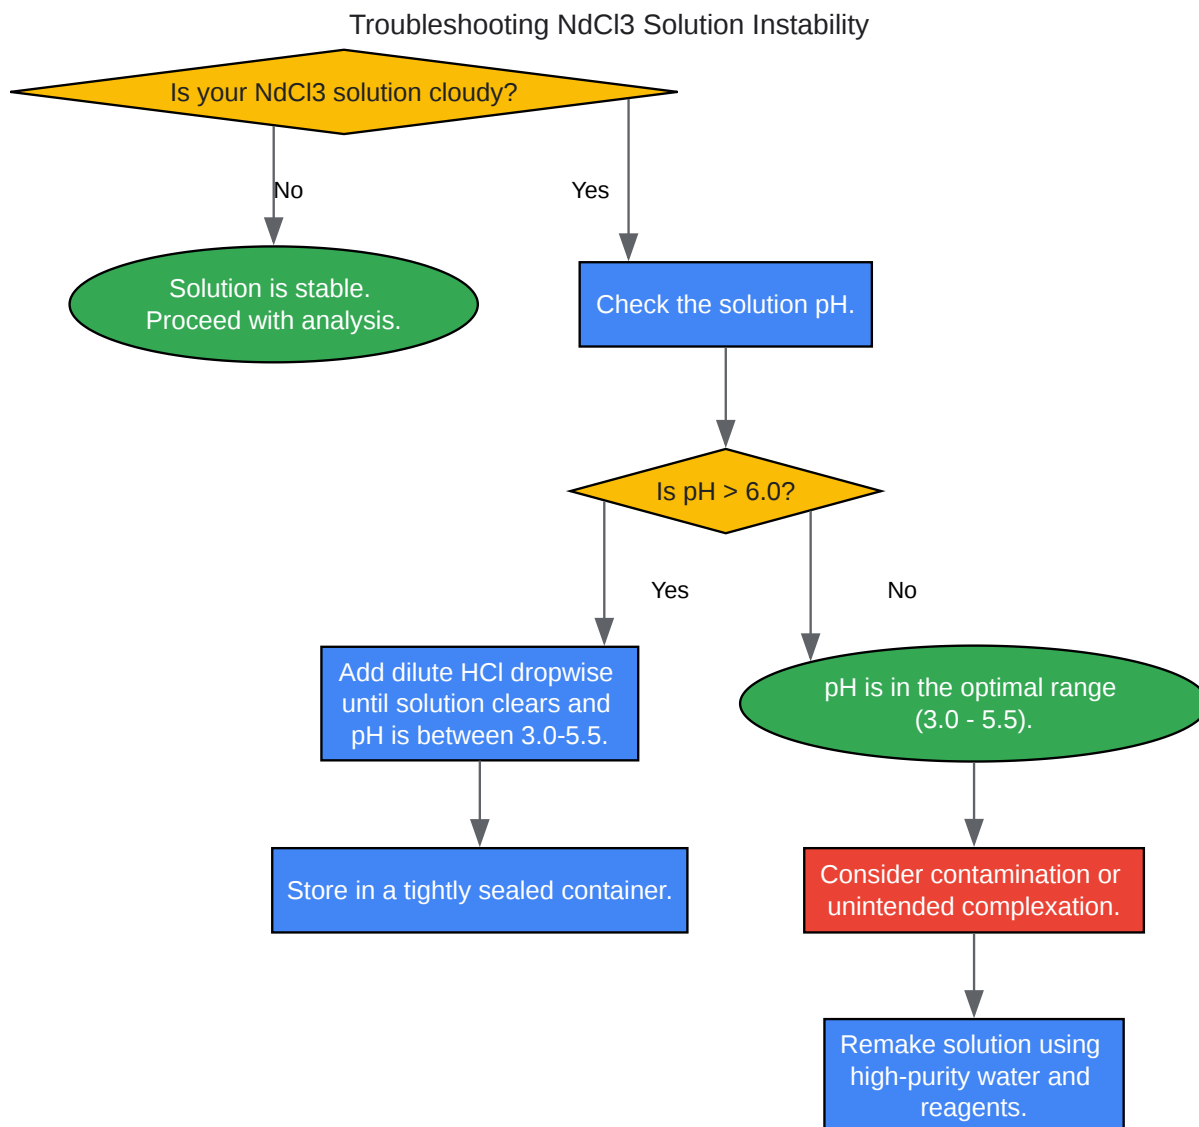 Troubleshooting NdCl3 Solution Instability
Is your NdCl3 solution cloudy?
No
Yes
Solution is stable.
Proceed with analysis.
Check the solution pH.
Is pH > 6.0?
Yes
No
Add dilute HCl dropwise
until solution clears and
pH is between 3.0-5.5.
pH is in the optimal range
(3.0 - 5.5).
Store in a tightly sealed container.
Consider contamination or
unintended complexation.
Remake solution using
high-purity water and
reagents.